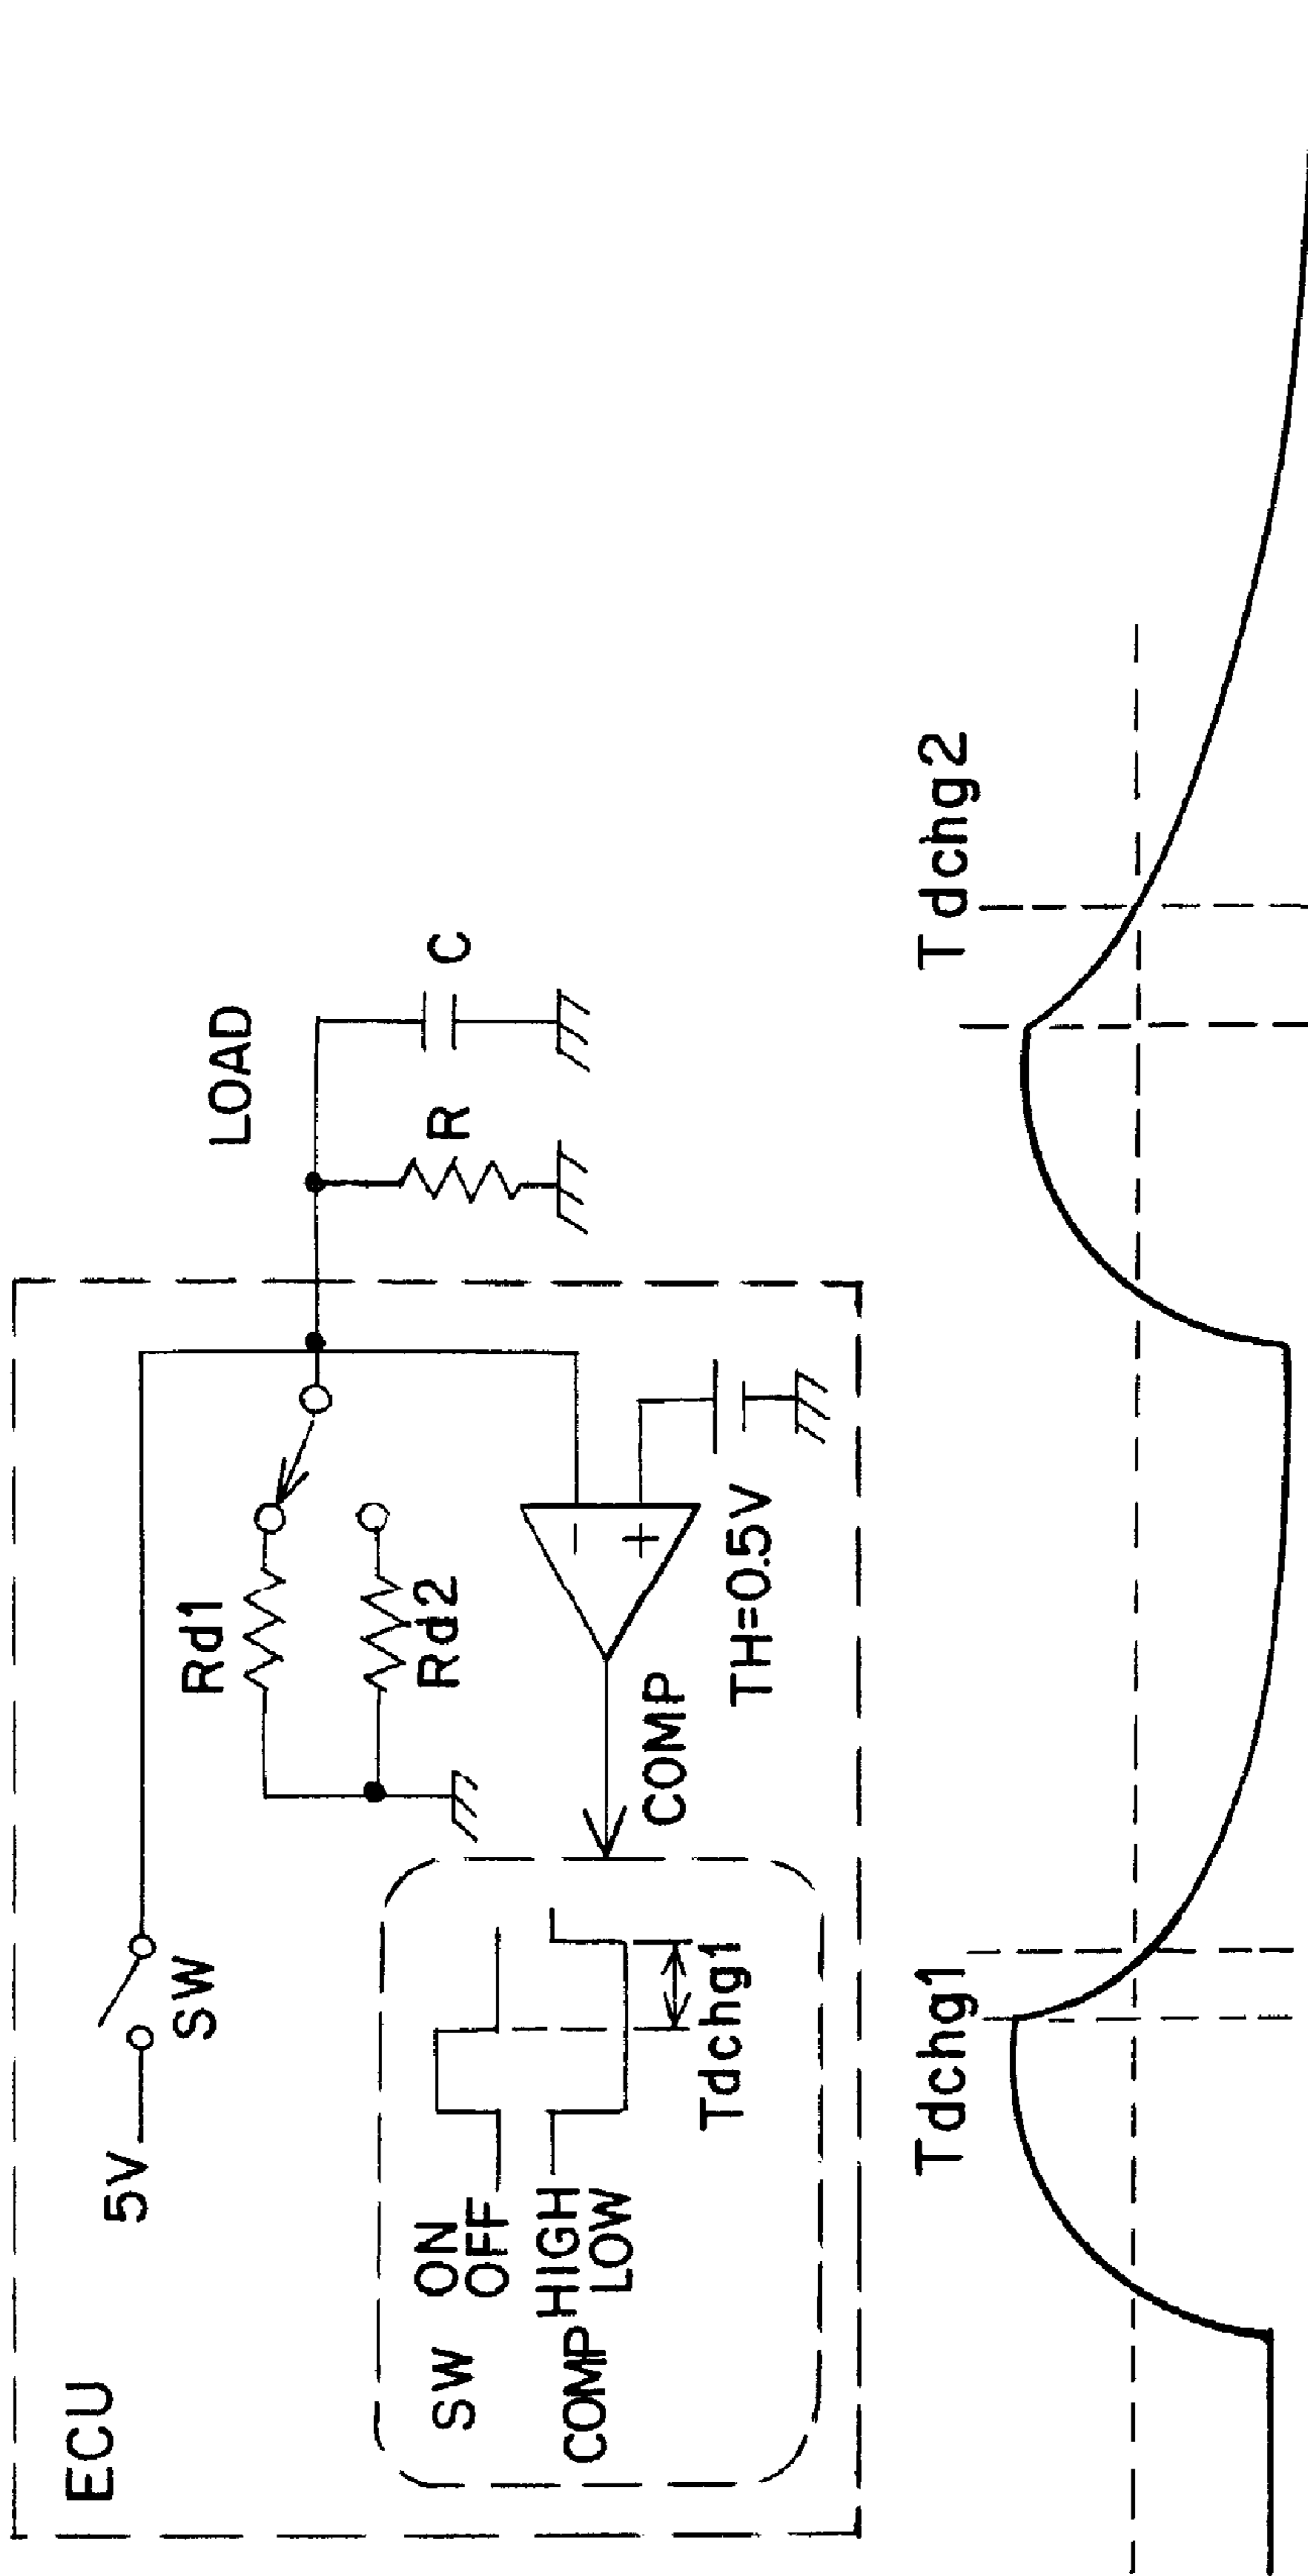 ECU
5V
SW
Rd1
Rd2
LOAD
R
C
SW ON
OFF
COMP HIGH
LOW
Tdchg1
COMP
TH=0.5V
Tdchg1
Tdchg2